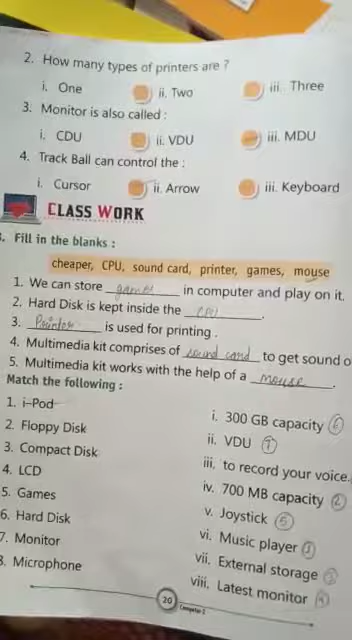 2. How many types of printers are ?
i. One ii. Two iii. Three
3. Monitor is also called :
i. CDU ii. VDU iii. MDU
4. Track Ball can control the :
i. Cursor ii. Arrow iii. Keyboard
CLASS WORK
. Fill in the blanks :
cheaper, CPU, sound card, printer, games, mouse
1. We can store games in computer and play on it.
2. Hard Disk is kept inside the CPU.
3. Printer is used for printing .
4. Multimedia kit comprises of sound card to get sound o
5. Multimedia kit works with the help of a mouse.
Match the following :
1. i-Pod
2. Floppy Disk
3. Compact Disk
4. LCD
5. Games
6. Hard Disk
7. Monitor
8. Microphone
i. 300 GB capacity 6
ii. VDU 7
iii. to record your voice.
iv. 700 MB capacity 2
v. Joystick 5
vi. Music player 1
vii. External storage 3
viii. Latest monitor 4
20 Computer-2